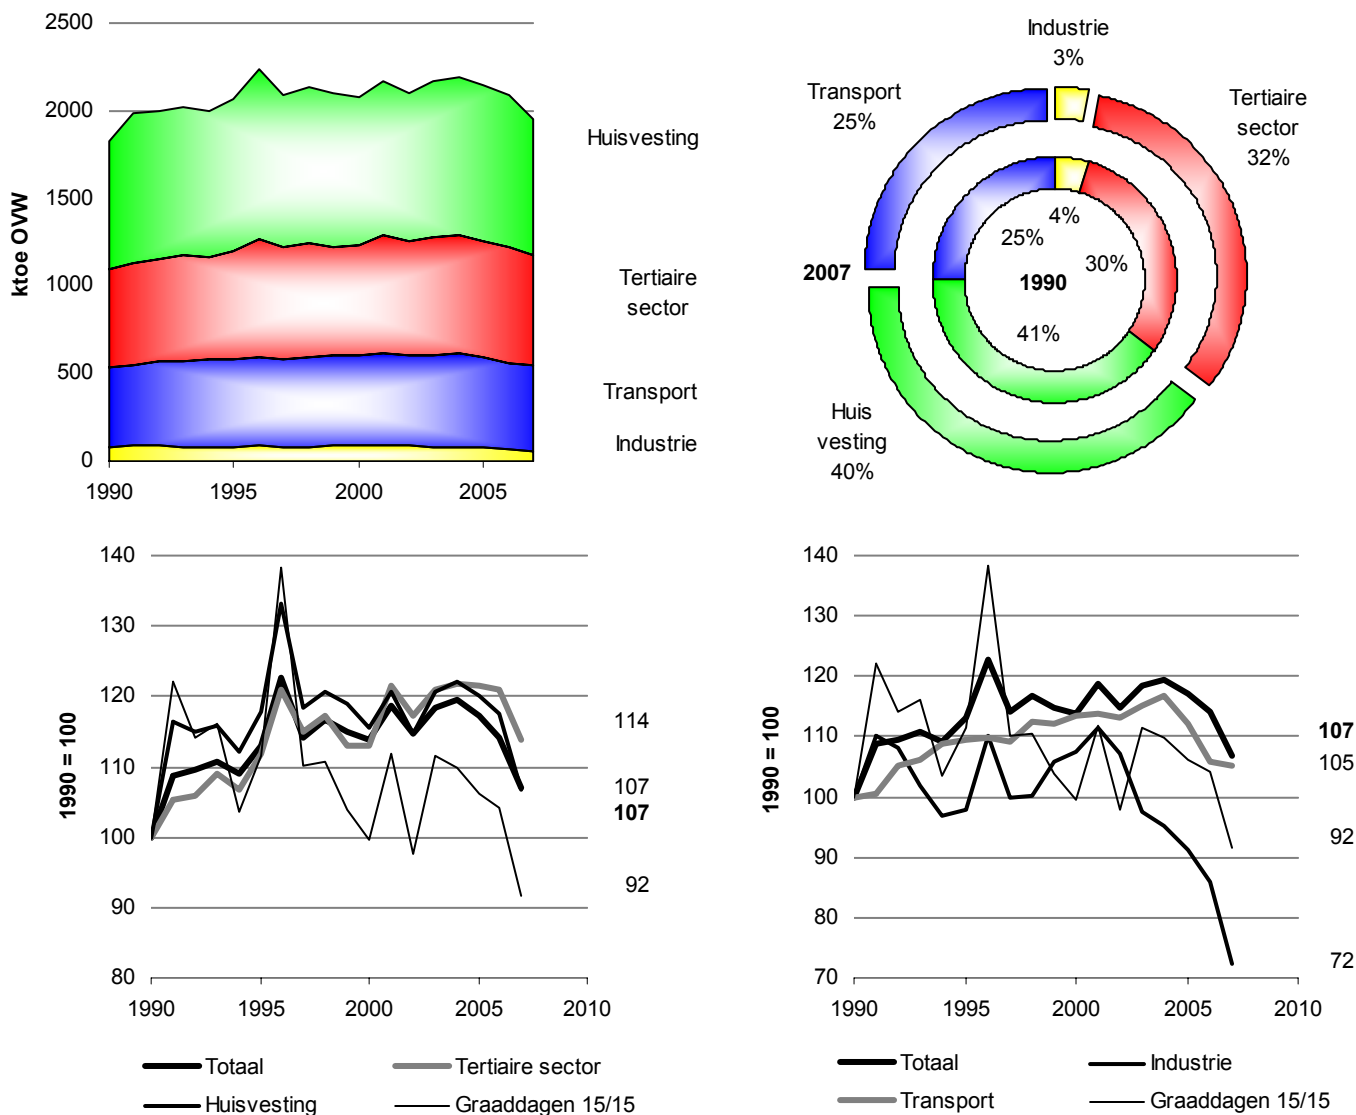 2500
2000
1500
1000
500
0
ktoe OVW
1990
1995
2000
2005
Huisvesting
Tertiaire
sector
Transport
Industrie
Industrie
3%
Transport
25%
Tertiaire
sector
32%
4%
25%
30%
2007
1990
41%
Huis
vesting
40%
140
130
120
110
100
90
80
1990 = 100
1990
1995
2000
2005
2010
114
107
107
92
Totaal
Tertiaire sector
Huisvesting
Graaddagen 15/15
140
130
120
110
100
90
80
70
1990 = 100
1990
1995
2000
2005
2010
107
105
92
72
Totaal
Industrie
Transport
Graaddagen 15/15